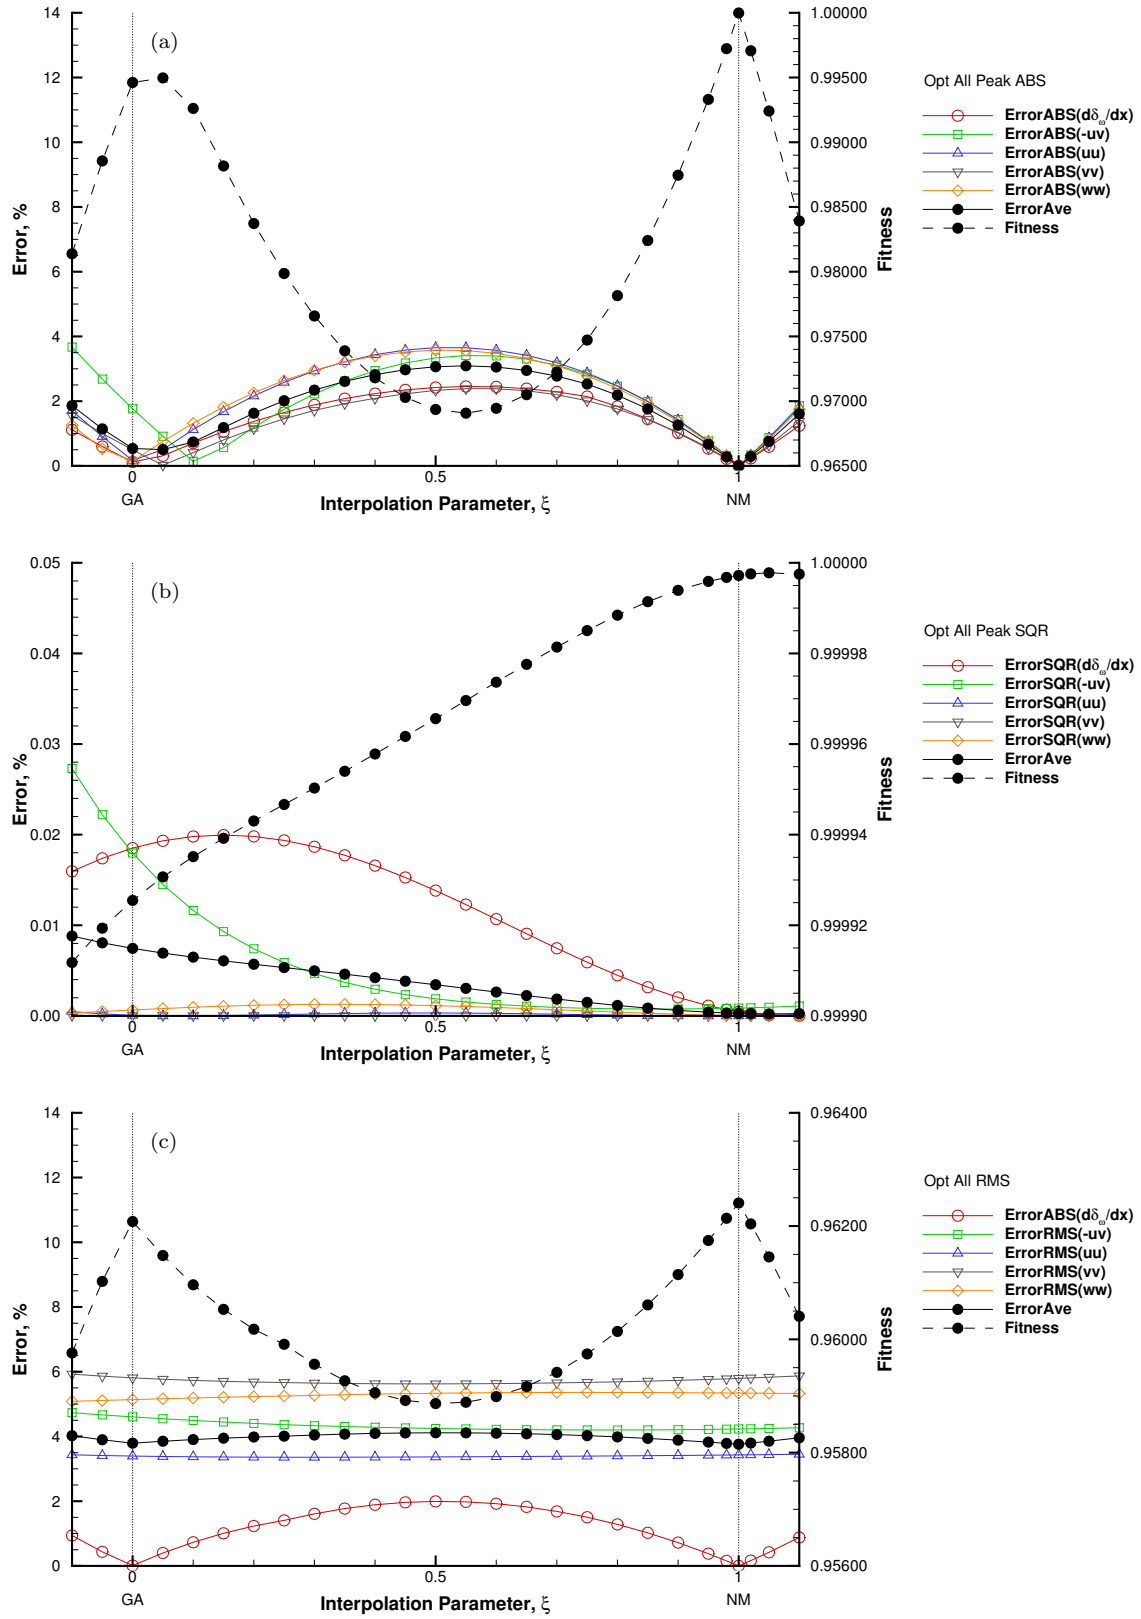 (a)
14
12
10
8
6
4
2
0
Error, %
1.00000
0.99500
0.99000
0.98500
0.98000
0.97500
0.97000
0.96500
Fitness
0
0.5
1
GA
Interpolation Parameter, ξ
NM
Opt All Peak ABS
ErrorABS(dδω/dx)
ErrorABS(-uv)
ErrorABS(uu)
ErrorABS(vv)
ErrorABS(ww)
ErrorAve
Fitness
(b)
0.05
0.04
0.03
0.02
0.01
0.00
Error, %
1.00000
0.99998
0.99996
0.99994
0.99992
0.99990
Fitness
0
0.5
1
GA
Interpolation Parameter, ξ
NM
Opt All Peak SQR
ErrorSQR(dδω/dx)
ErrorSQR(-uv)
ErrorSQR(uu)
ErrorSQR(vv)
ErrorSQR(ww)
ErrorAve
Fitness
(c)
14
12
10
8
6
4
2
0
Error, %
0.96400
0.96200
0.96000
0.95800
0.95600
Fitness
0
0.5
1
GA
Interpolation Parameter, ξ
NM
Opt All RMS
ErrorABS(dδω/dx)
ErrorRMS(-uv)
ErrorRMS(uu)
ErrorRMS(vv)
ErrorRMS(ww)
ErrorAve
Fitness